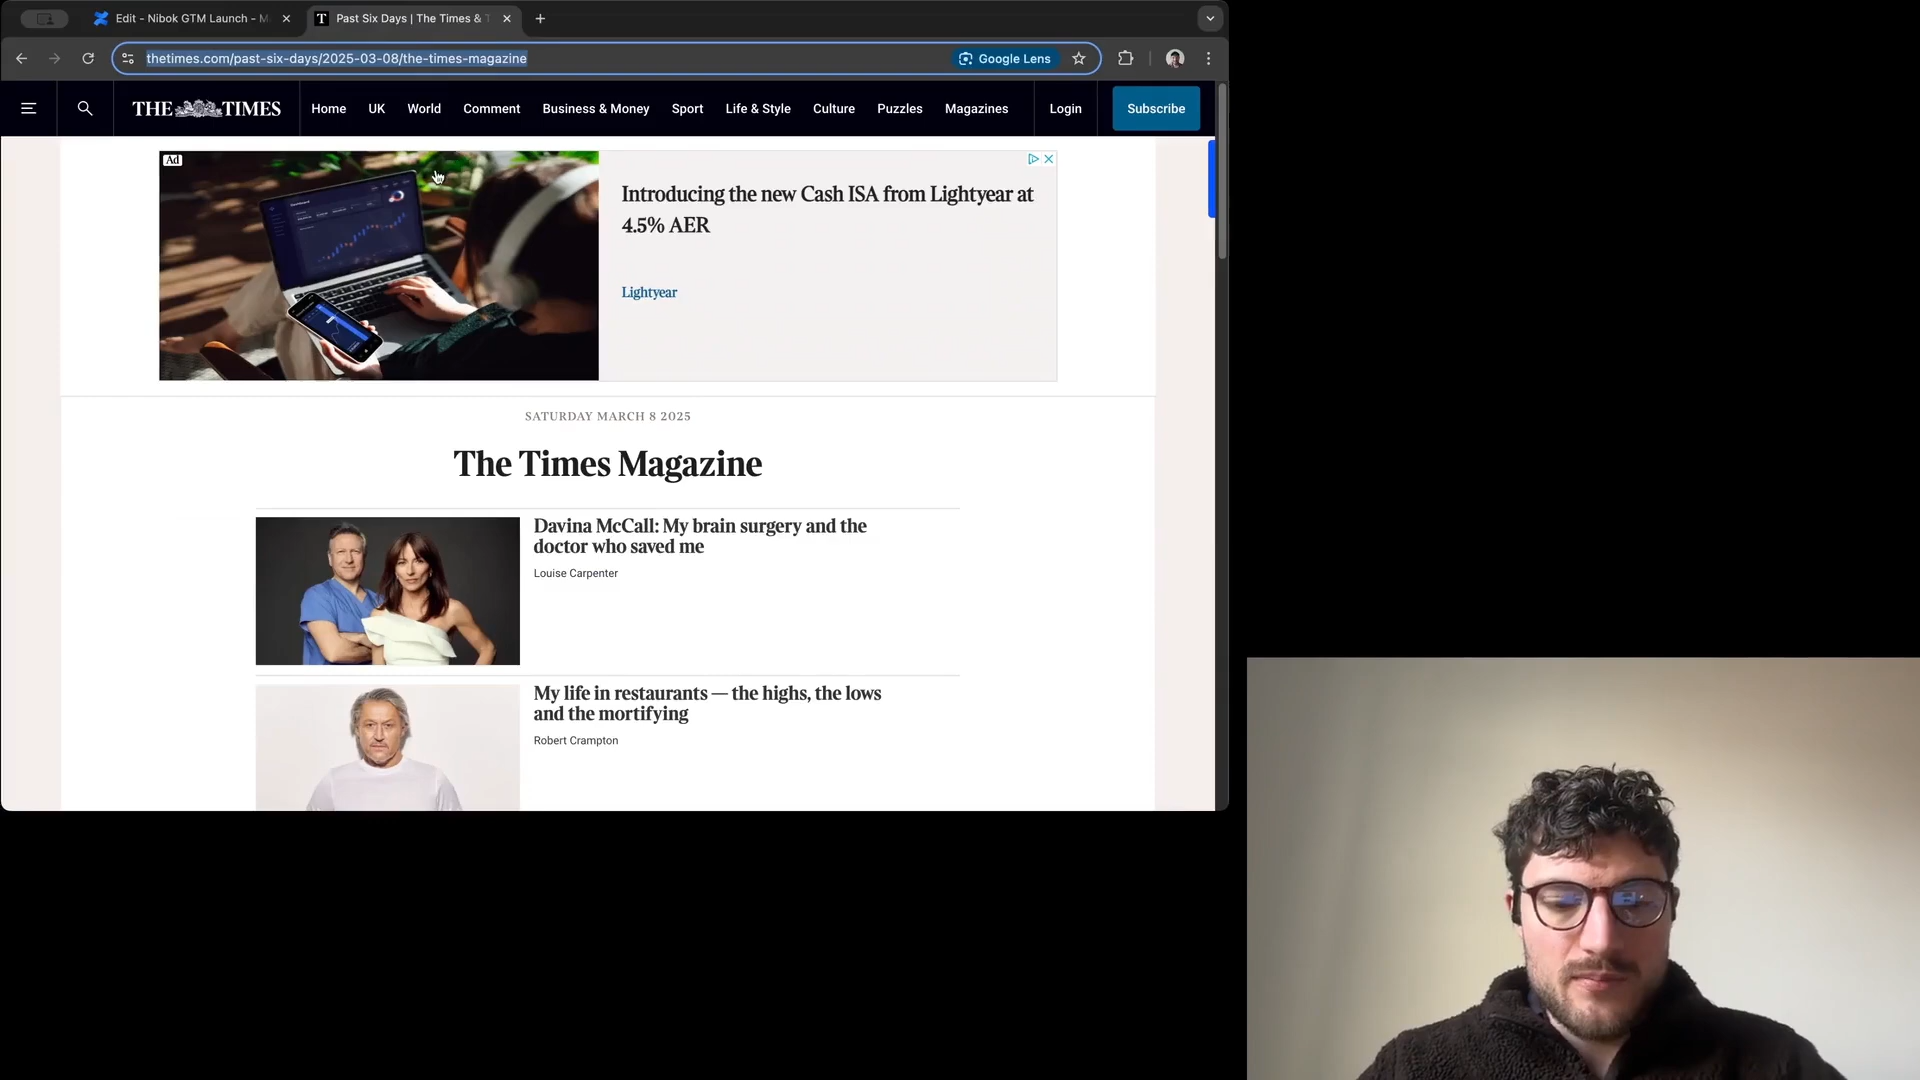 Edit - Nibok GTM Launch - M
Past Six Days | The Times & T
thetimes.com/past-six-days/2025-03-08/the-times-magazine
Google Lens
THE TIMES
Home
UK
World
Comment
Business & Money
Sport
Life & Style
Culture
Puzzles
Magazines
Login
Subscribe
Ad
Introducing the new Cash ISA from Lightyear at
4.5% AER
Lightyear
SATURDAY MARCH 8 2025
The Times Magazine
Davina McCall: My brain surgery and the
doctor who saved me
Louise Carpenter
My life in restaurants — the highs, the lows
and the mortifying
Robert Crampton